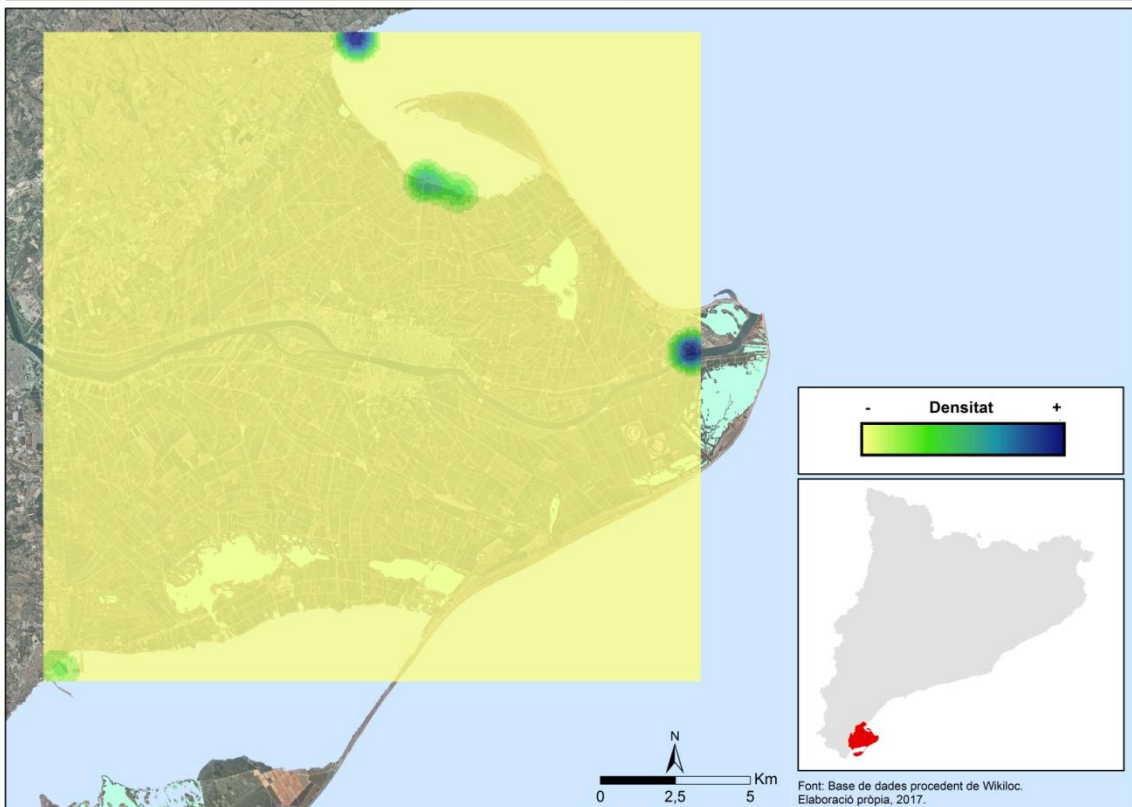 - Densitat +
N
Km
0 2,5 5
Font: Base de dades procedent de Wikiloc.
Elaboració pròpia, 2017.